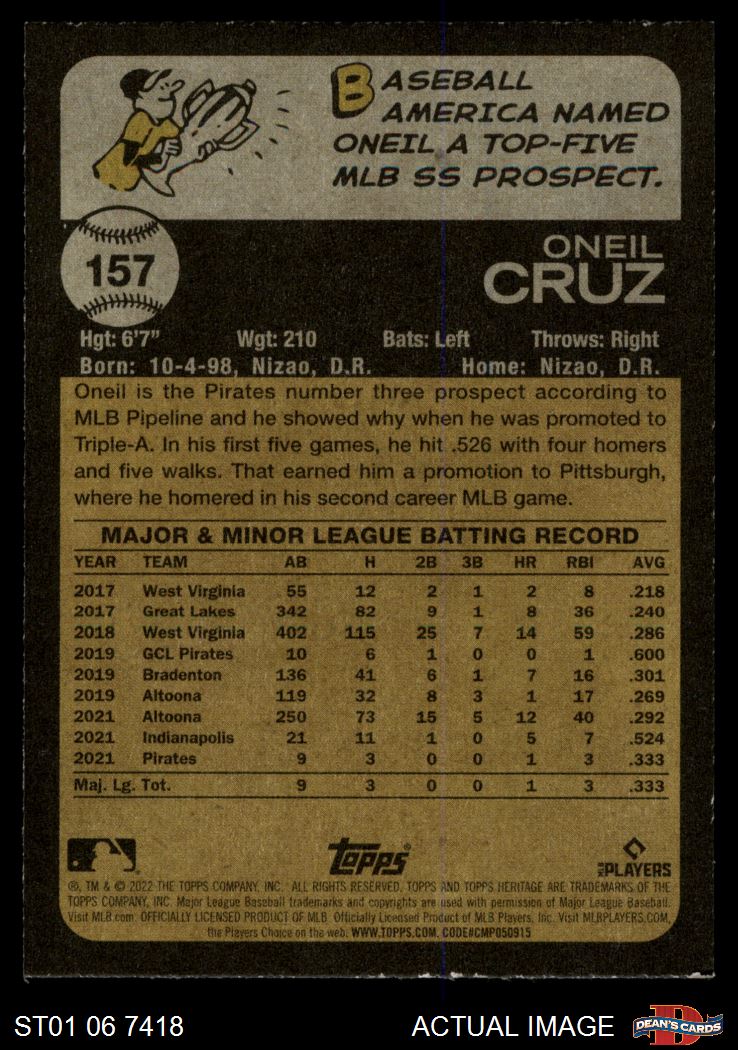 BASEBALL
AMERICA NAMED
ONEIL A TOP-FIVE
MLB SS PROSPECT.
157
ONEIL
CRUZ
Hgt: 6'7" Wgt: 210 Bats: Left Throws: Right
Born: 10-4-98, Nizao, D.R. Home: Nizao, D.R.
Oneil is the Pirates number three prospect according to
MLB Pipeline and he showed why when he was promoted to
Triple-A. In his first five games, he hit .526 with four homers
and five walks. That earned him a promotion to Pittsburgh,
where he homered in his second career MLB game.
MAJOR & MINOR LEAGUE BATTING RECORD
YEAR TEAM AB H 2B 3B HR RBI AVG
2017 West Virginia 55 12 2 1 2 8 .218
2017 Great Lakes 342 82 9 1 8 36 .240
2018 West Virginia 402 115 25 7 14 59 .286
2019 GCL Pirates 10 6 1 0 0 1 .600
2019 Bradenton 136 41 6 1 7 16 .301
2019 Altoona 119 32 8 3 1 17 .269
2021 Altoona 250 73 15 5 12 40 .292
2021 Indianapolis 21 11 1 0 5 7 .524
2021 Pirates 9 3 0 0 1 3 .333
Maj. Lg. Tot. 9 3 0 0 1 3 .333
topps®
MLB PLAYERS
®, TM & © 2022 THE TOPPS COMPANY, INC. ALL RIGHTS RESERVED. TOPPS AND TOPPS HERITAGE ARE TRADEMARKS OF THE
TOPPS COMPANY, INC. Major League Baseball trademarks and copyrights are used with permission of Major League Baseball.
Visit MLB.com. OFFICIALLY LICENSED PRODUCT OF MLB. Officially Licensed Product of MLB Players, Inc. Visit MLBPLAYERS.COM,
the Players Choice on the web. WWW.TOPPS.COM. CODE#CMP050915
ST01 06 7418 ACTUAL IMAGE D DEAN'S CARDS